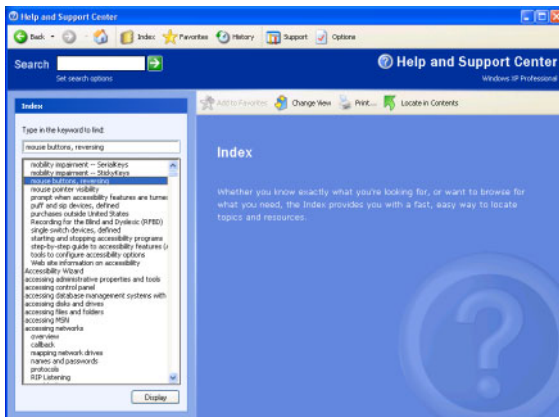 Help and Support Center
Back Index Favorites History Support Options
Search
Set search options
Help and Support Center
Windows XP Professional
Index
Add to Favorites Change View Print... Locate in Contents
Type in the keyword to find:
mouse buttons, reversing
mobility impairment -- SerialKeys
mobility impairment -- StickyKeys
mouse buttons, reversing
mouse pointer visibility
prompt when accessibility features are turned
puff and sip devices, defined
purchases outside United States
Recording for the Blind and Dyslexic (RFBD)
single switch devices, defined
starting and stopping accessibility programs
step-by-step guide to accessibility features (
tools to configure accessibility options
Web site information on accessibility
Accessibility Wizard
accessing administrative properties and tools
accessing control panel
accessing database management systems with
accessing disks and drives
accessing files and folders
accessing MSN
accessing networks
overview
callback
mapping network drives
names and passwords
protocols
RIP Listening
Display
Index
Whether you know exactly what you're looking for, or want to browse for
what you need, the Index provides you with a fast, easy way to locate
topics and resources.